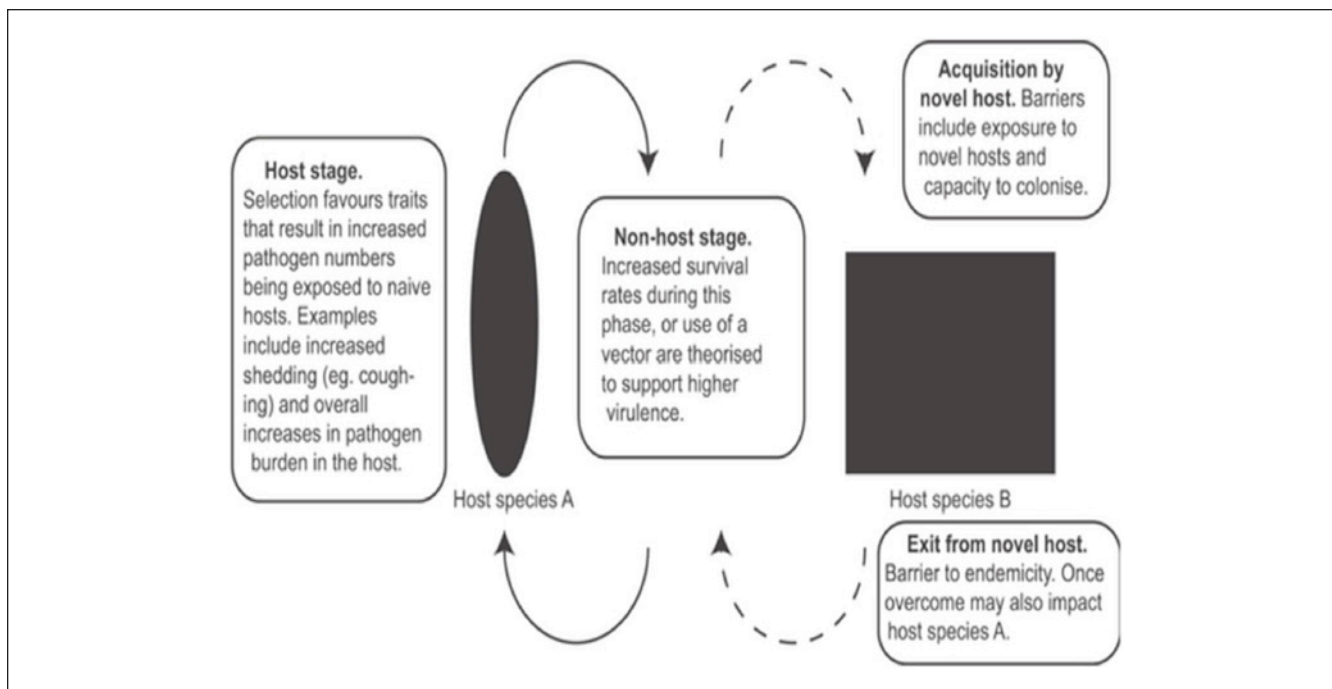 Host stage.
Selection favours traits
that result in increased
pathogen numbers
being exposed to naive
hosts. Examples
include increased
shedding (eg. cough-
ing) and overall
increases in pathogen
burden in the host.
Host species A
Non-host stage.
Increased survival
rates during this
phase, or use of a
vector are theorised
to support higher
virulence.
Acquisition by
novel host. Barriers
include exposure to
novel hosts and
capacity to colonise.
Host species B
Exit from novel host.
Barrier to endemicity. Once
overcome may also impact
host species A.